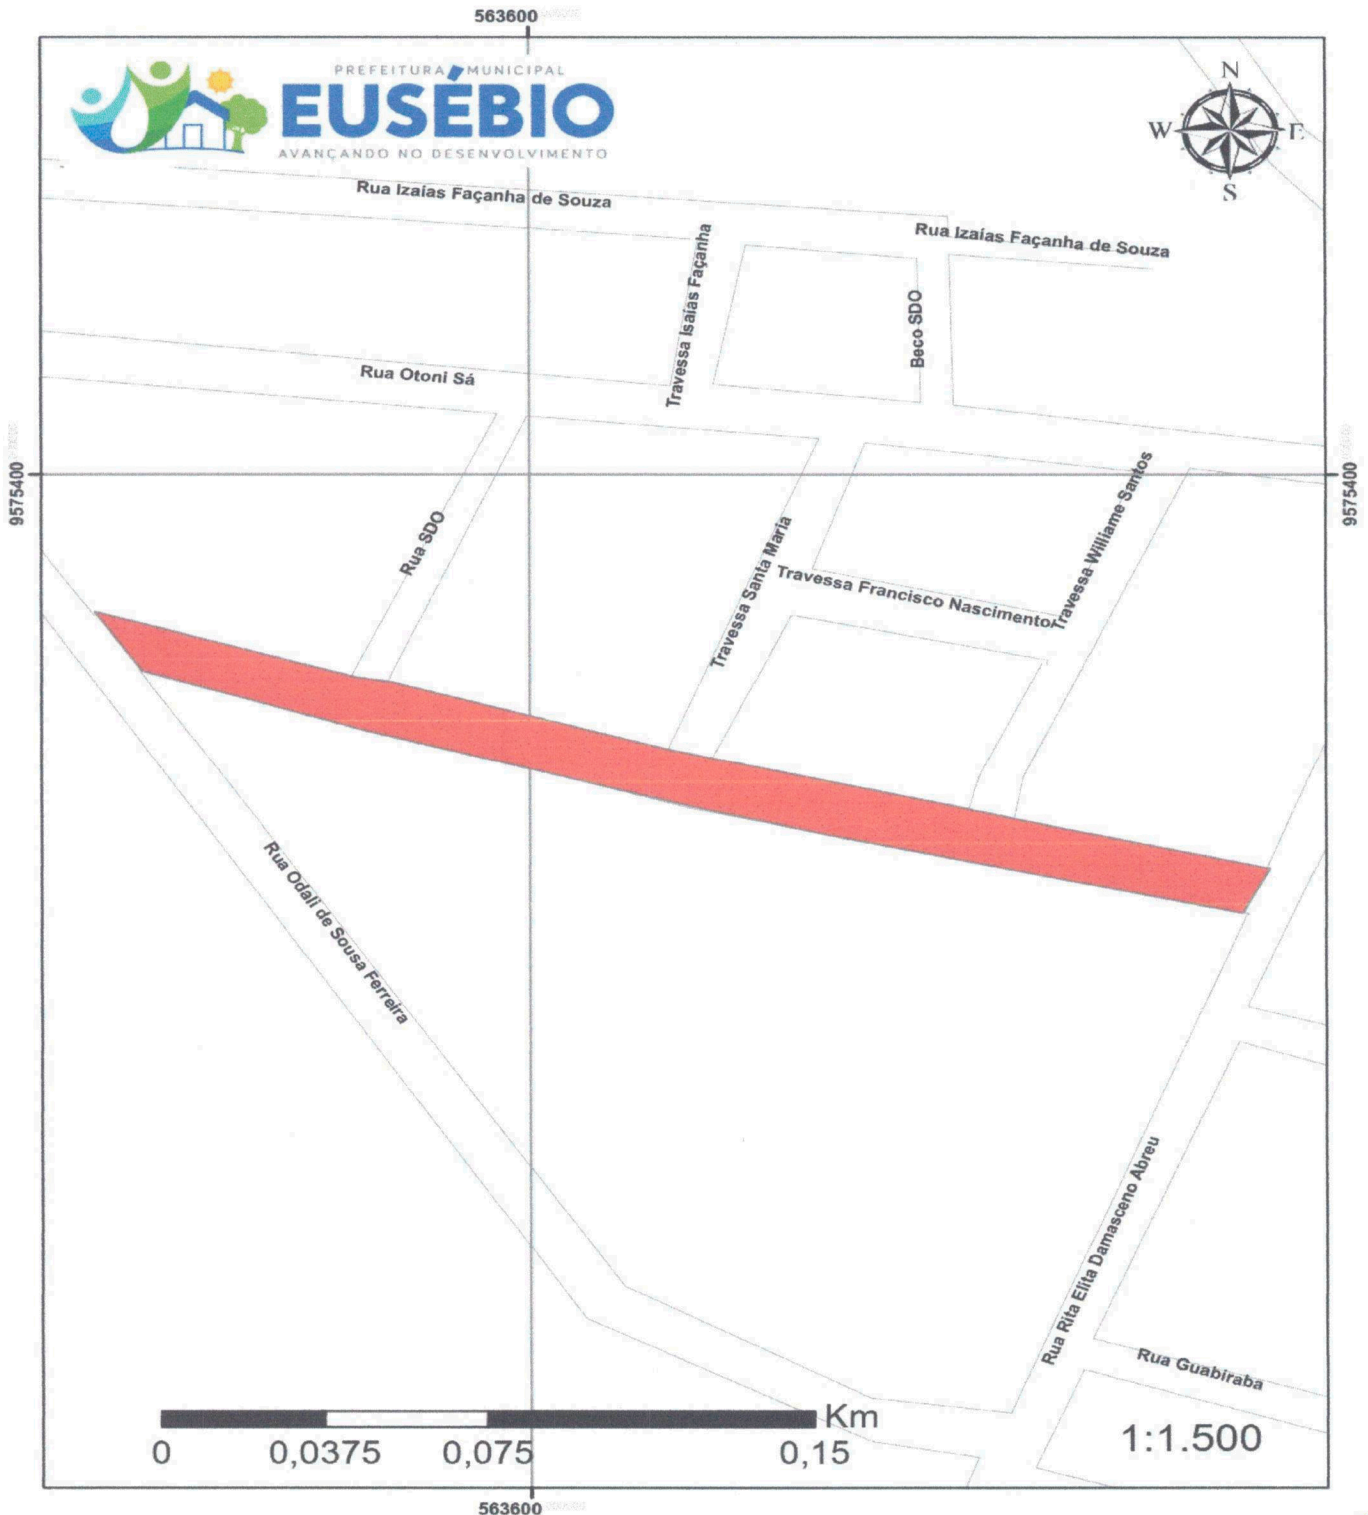 563600
PREFEITURA MUNICIPAL
EUSÉBIO
AVANÇANDO NO DESENVOLVIMENTO
N
W
E
S
Rua Izaías Façanha de Souza
Rua Izaías Façanha de Souza
Travessa Isaías Façanha
Beco SDO
Rua Otoni Sá
9575400
9575400
Rua SDO
Travessa Santa Maria
Travessa Francisco Nascimento
Travessa Williame Santos
Rua Odali de Sousa Ferreira
Rua Rita Elita Damasceno Abreu
Rua Guabiraba
Km
0
0,0375
0,075
0,15
1:1.500
563600